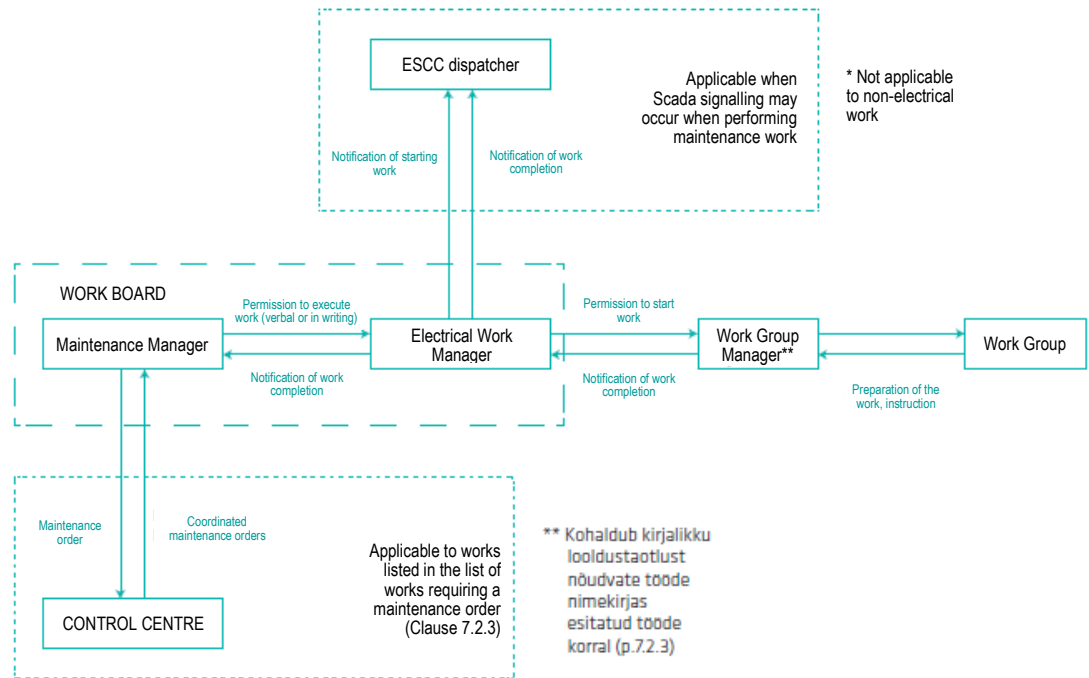 ESCC dispatcher
Applicable when
Scada signalling may
occur when performing
maintenance work
* Not applicable
to non-electrical
work
Notification of starting
work
Notification of work
completion
WORK BOARD
Permission to execute
work (verbal or in writing)
Permission to start
work
Maintenance Manager
Electrical Work
Manager
Work Group
Manager**
Work Group
Notification of work
completion
Notification of work
completion
Preparation of the
work, instruction
Maintenance
order
Coordinated
maintenance orders
Applicable to works
listed in the list of
works requiring a
maintenance order
(Clause 7.2.3)
CONTROL CENTRE
** Kohaldub kirjalikku
looldustaotlust
nõudvate tööde
nimekirjas
esitatud tööde
korral (p.7.2.3)